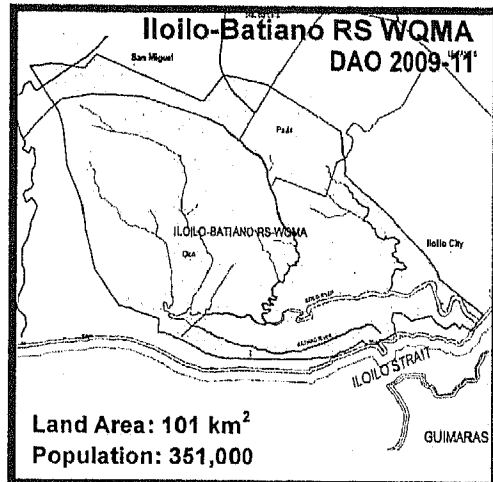 Iloilo-Batiano RS WQMA
DAO 2009-11
San Miguel
Pavia
ILOILO-BATIANO RS WQMA
Oton
Iloilo City
ILOILO STRAIT
GUIMARAS
Land Area: 101 km²
Population: 351,000